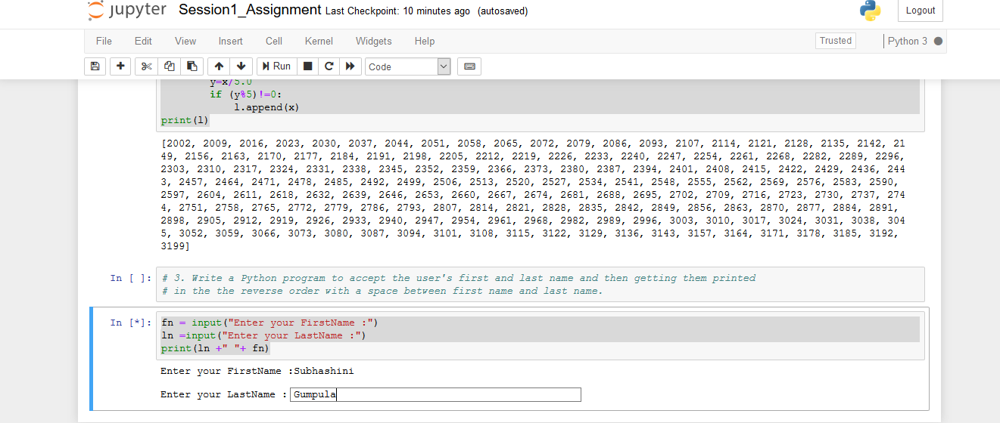 jupyter Session1_Assignment Last Checkpoint: 10 minutes ago (autosaved)
Logout
File Edit View Insert Cell Kernel Widgets Help
Trusted Python 3
Run Code
y=x/5.0
if (y%5)!=0:
l.append(x)
print(l)
[2002, 2009, 2016, 2023, 2030, 2037, 2044, 2051, 2058, 2065, 2072, 2079, 2086, 2093, 2107, 2114, 2121, 2128, 2135, 2142, 21
49, 2156, 2163, 2170, 2177, 2184, 2191, 2198, 2205, 2212, 2219, 2226, 2233, 2240, 2247, 2254, 2261, 2268, 2282, 2289, 2296,
2303, 2310, 2317, 2324, 2331, 2338, 2345, 2352, 2359, 2366, 2373, 2380, 2387, 2394, 2401, 2408, 2415, 2422, 2429, 2436, 244
3, 2457, 2464, 2471, 2478, 2485, 2492, 2499, 2506, 2513, 2520, 2527, 2534, 2541, 2548, 2555, 2562, 2569, 2576, 2583, 2590,
2597, 2604, 2611, 2618, 2632, 2639, 2646, 2653, 2660, 2667, 2674, 2681, 2688, 2695, 2702, 2709, 2716, 2723, 2730, 2737, 274
4, 2751, 2758, 2765, 2772, 2779, 2786, 2793, 2807, 2814, 2821, 2828, 2835, 2842, 2849, 2856, 2863, 2870, 2877, 2884, 2891,
2898, 2905, 2912, 2919, 2926, 2933, 2940, 2947, 2954, 2961, 2968, 2982, 2989, 2996, 3003, 3010, 3017, 3024, 3031, 3038, 304
5, 3052, 3059, 3066, 3073, 3080, 3087, 3094, 3101, 3108, 3115, 3122, 3129, 3136, 3143, 3157, 3164, 3171, 3178, 3185, 3192,
3199]
In [ ]: # 3. Write a Python program to accept the user's first and last name and then getting them printed
# in the the reverse order with a space between first name and last name.
In [*]: fn = input("Enter your FirstName :")
ln =input("Enter your LastName :")
print(ln +" "+ fn)
Enter your FirstName :Subhashini
Enter your LastName : Gumpula